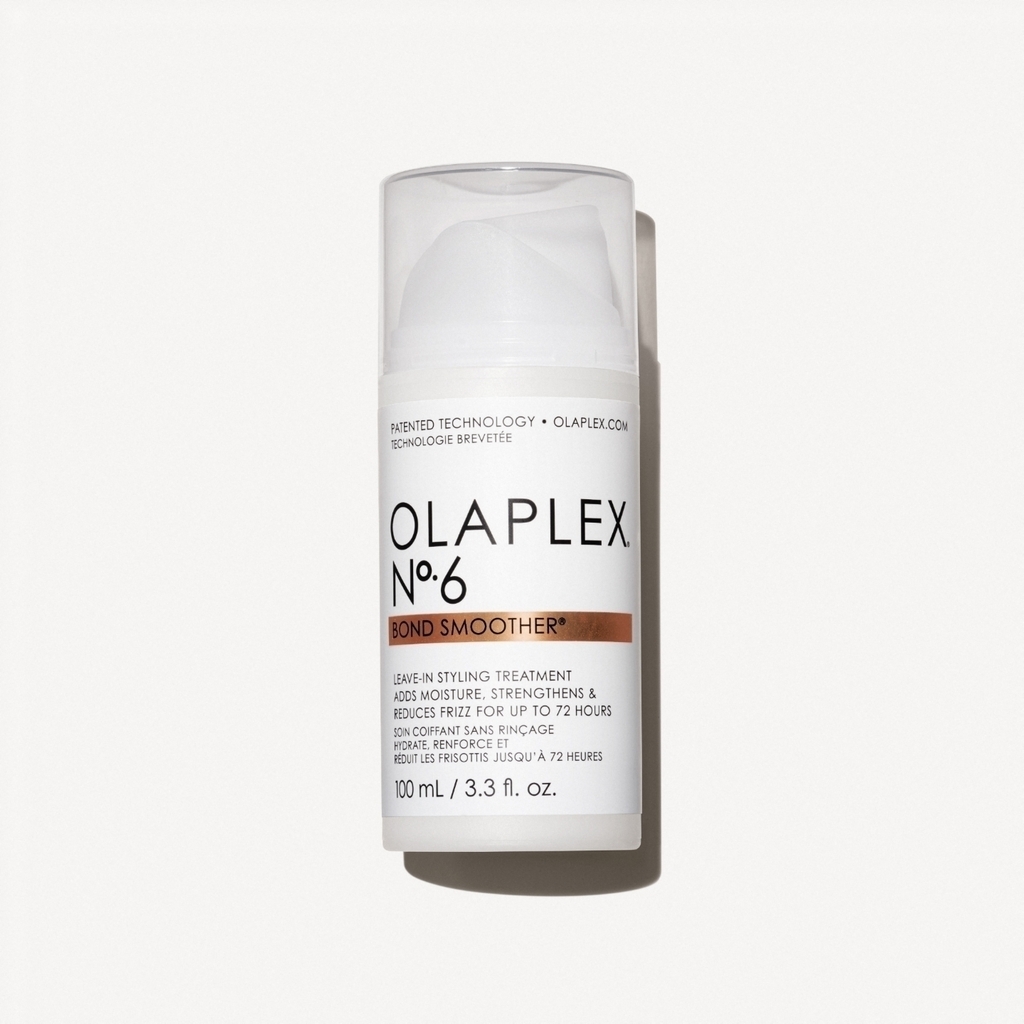 PATENTED TECHNOLOGY • OLAPLEX.COM
TECHNOLOGIE BREVETÉE
OLAPLEX®
Nº.6
BOND SMOOTHER®
LEAVE-IN STYLING TREATMENT
ADDS MOISTURE, STRENGTHENS &
REDUCES FRIZZ FOR UP TO 72 HOURS
SOIN COIFFANT SANS RINÇAGE
HYDRATE, RENFORCE ET
RÉDUIT LES FRISOTTIS JUSQU'À 72 HEURES
100 mL / 3.3 fl. oz.